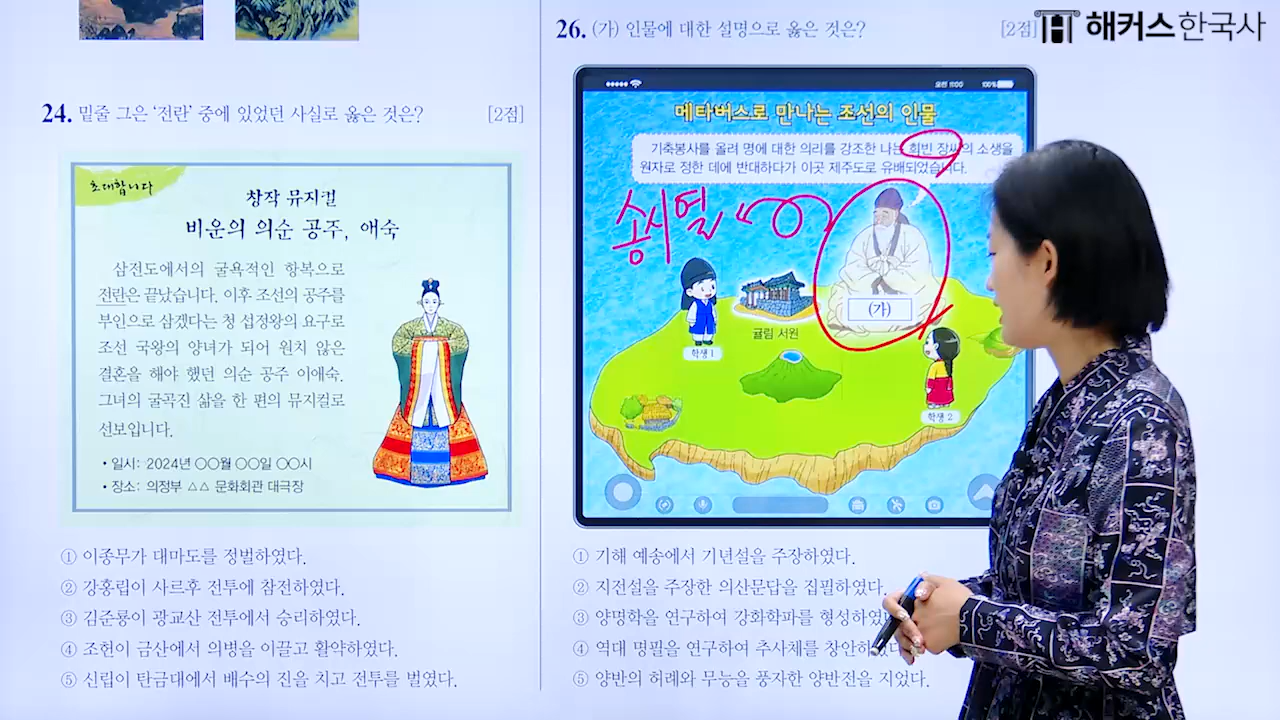 해커스한국사
24. 밑줄 그은 '전란' 중에 있었던 사실로 옳은 것은? [2점]
초대합니다
창작 뮤지컬
비운의 의순 공주, 애숙
삼전도에서의 굴욕적인 항복으로
전란은 끝났습니다. 이후 조선의 공주를
부인으로 삼겠다는 청 섭정왕의 요구로
조선 국왕의 양녀가 되어 원치 않은
결혼을 해야 했던 의순 공주 이애숙.
그녀의 굴곡진 삶을 한 편의 뮤지컬로
선보입니다.
• 일시: 2024년 ○○월 ○○일 ○○시
• 장소: 의정부 △△ 문화회관 대극장
① 이종무가 대마도를 정벌하였다.
② 강홍립이 사르후 전투에 참전하였다.
③ 김준룡이 광교산 전투에서 승리하였다.
④ 조헌이 금산에서 의병을 이끌고 활약하였다.
⑤ 신립이 탄금대에서 배수의 진을 치고 전투를 벌였다.
26. (가) 인물에 대한 설명으로 옳은 것은? [2점]
오전 11:00 100%
메타버스로 만나는 조선의 인물
기축봉사를 올려 명에 대한 의리를 강조한 나는 희빈 장씨의 소생을
원자로 정한 데에 반대하다가 이곳 제주도로 유배되었습니다.
송시열
(가)
귤림 서원
학생 1
학생 2
① 기해 예송에서 기년설을 주장하였다.
② 지전설을 주장한 의산문답을 집필하였다.
③ 양명학을 연구하여 강화학파를 형성하였
④ 역대 명필을 연구하여 추사체를 창안하
⑤ 양반의 허례와 무능을 풍자한 양반전을 지었다.